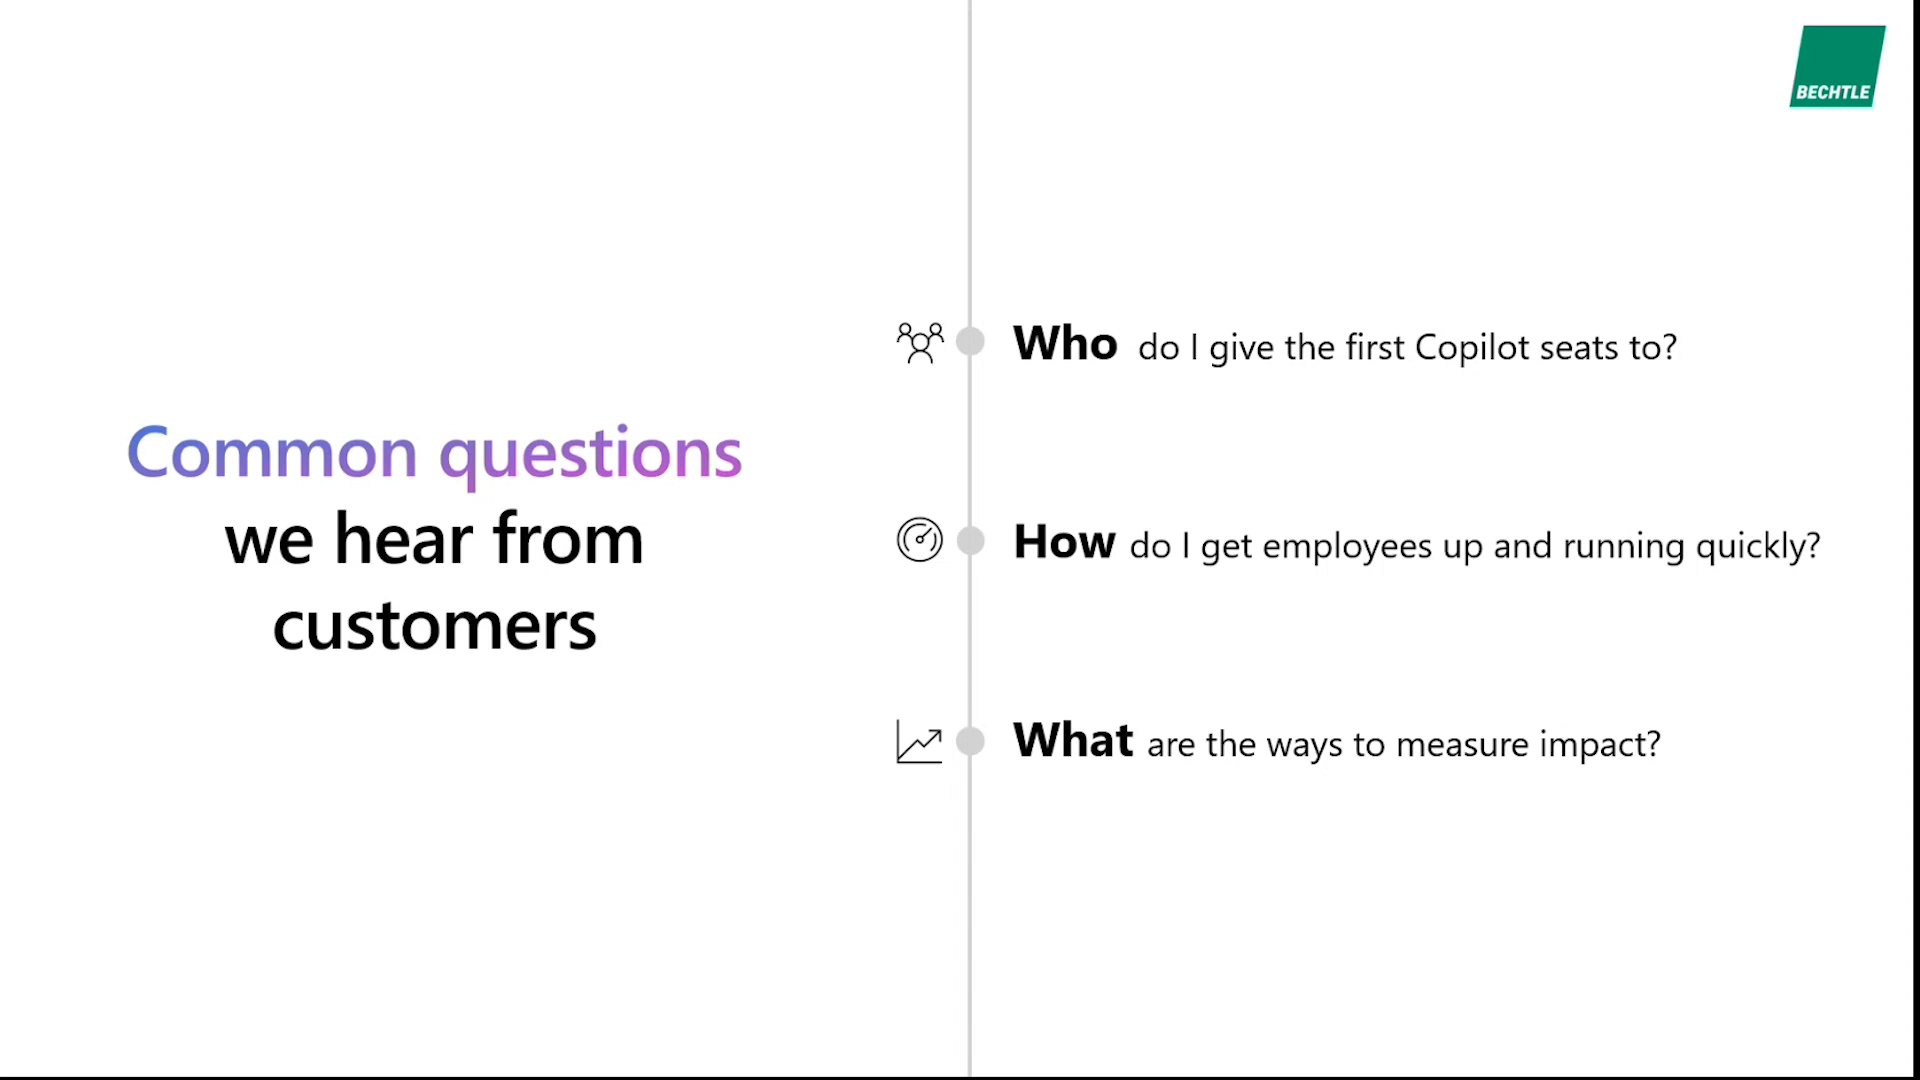 BECHTLE
Common questions
we hear from
customers
Who do I give the first Copilot seats to?
How do I get employees up and running quickly?
What are the ways to measure impact?